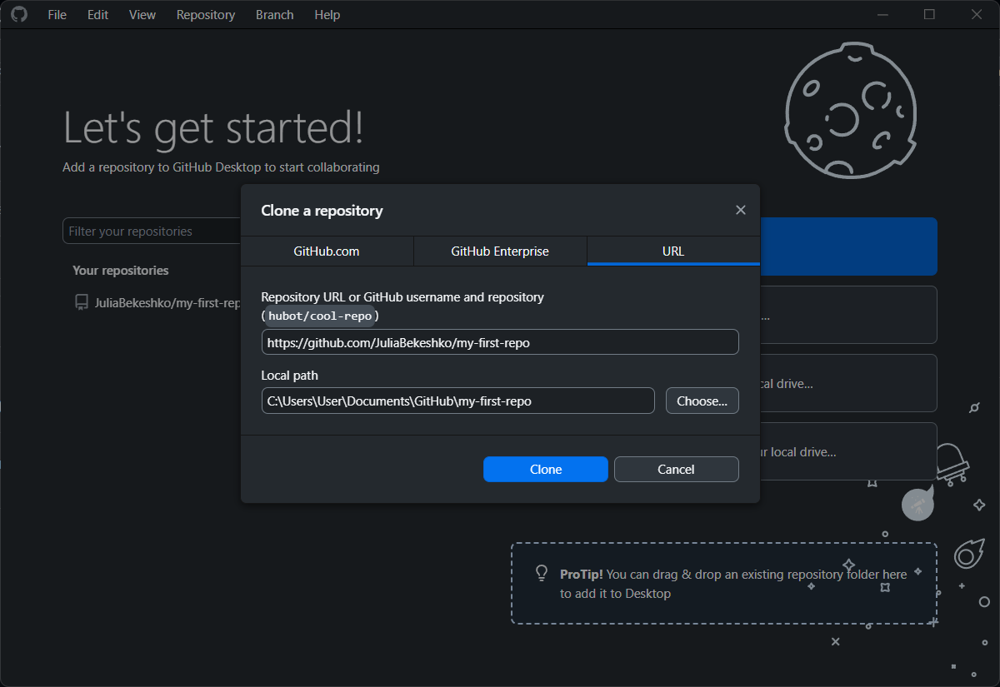 File Edit View Repository Branch Help
Let's get started!
Add a repository to GitHub Desktop to start collaborating
Filter your repositories
Your repositories
JuliaBekeshko/my-first-rep
Clone a repository
GitHub.com GitHub Enterprise URL
Repository URL or GitHub username and repository
(hubot/cool-repo)
https://github.com/JuliaBekeshko/my-first-repo
Local path
C:\Users\User\Documents\GitHub\my-first-repo
Choose...
Clone Cancel
...
cal drive...
r local drive...
ProTip! You can drag & drop an existing repository folder here
to add it to Desktop